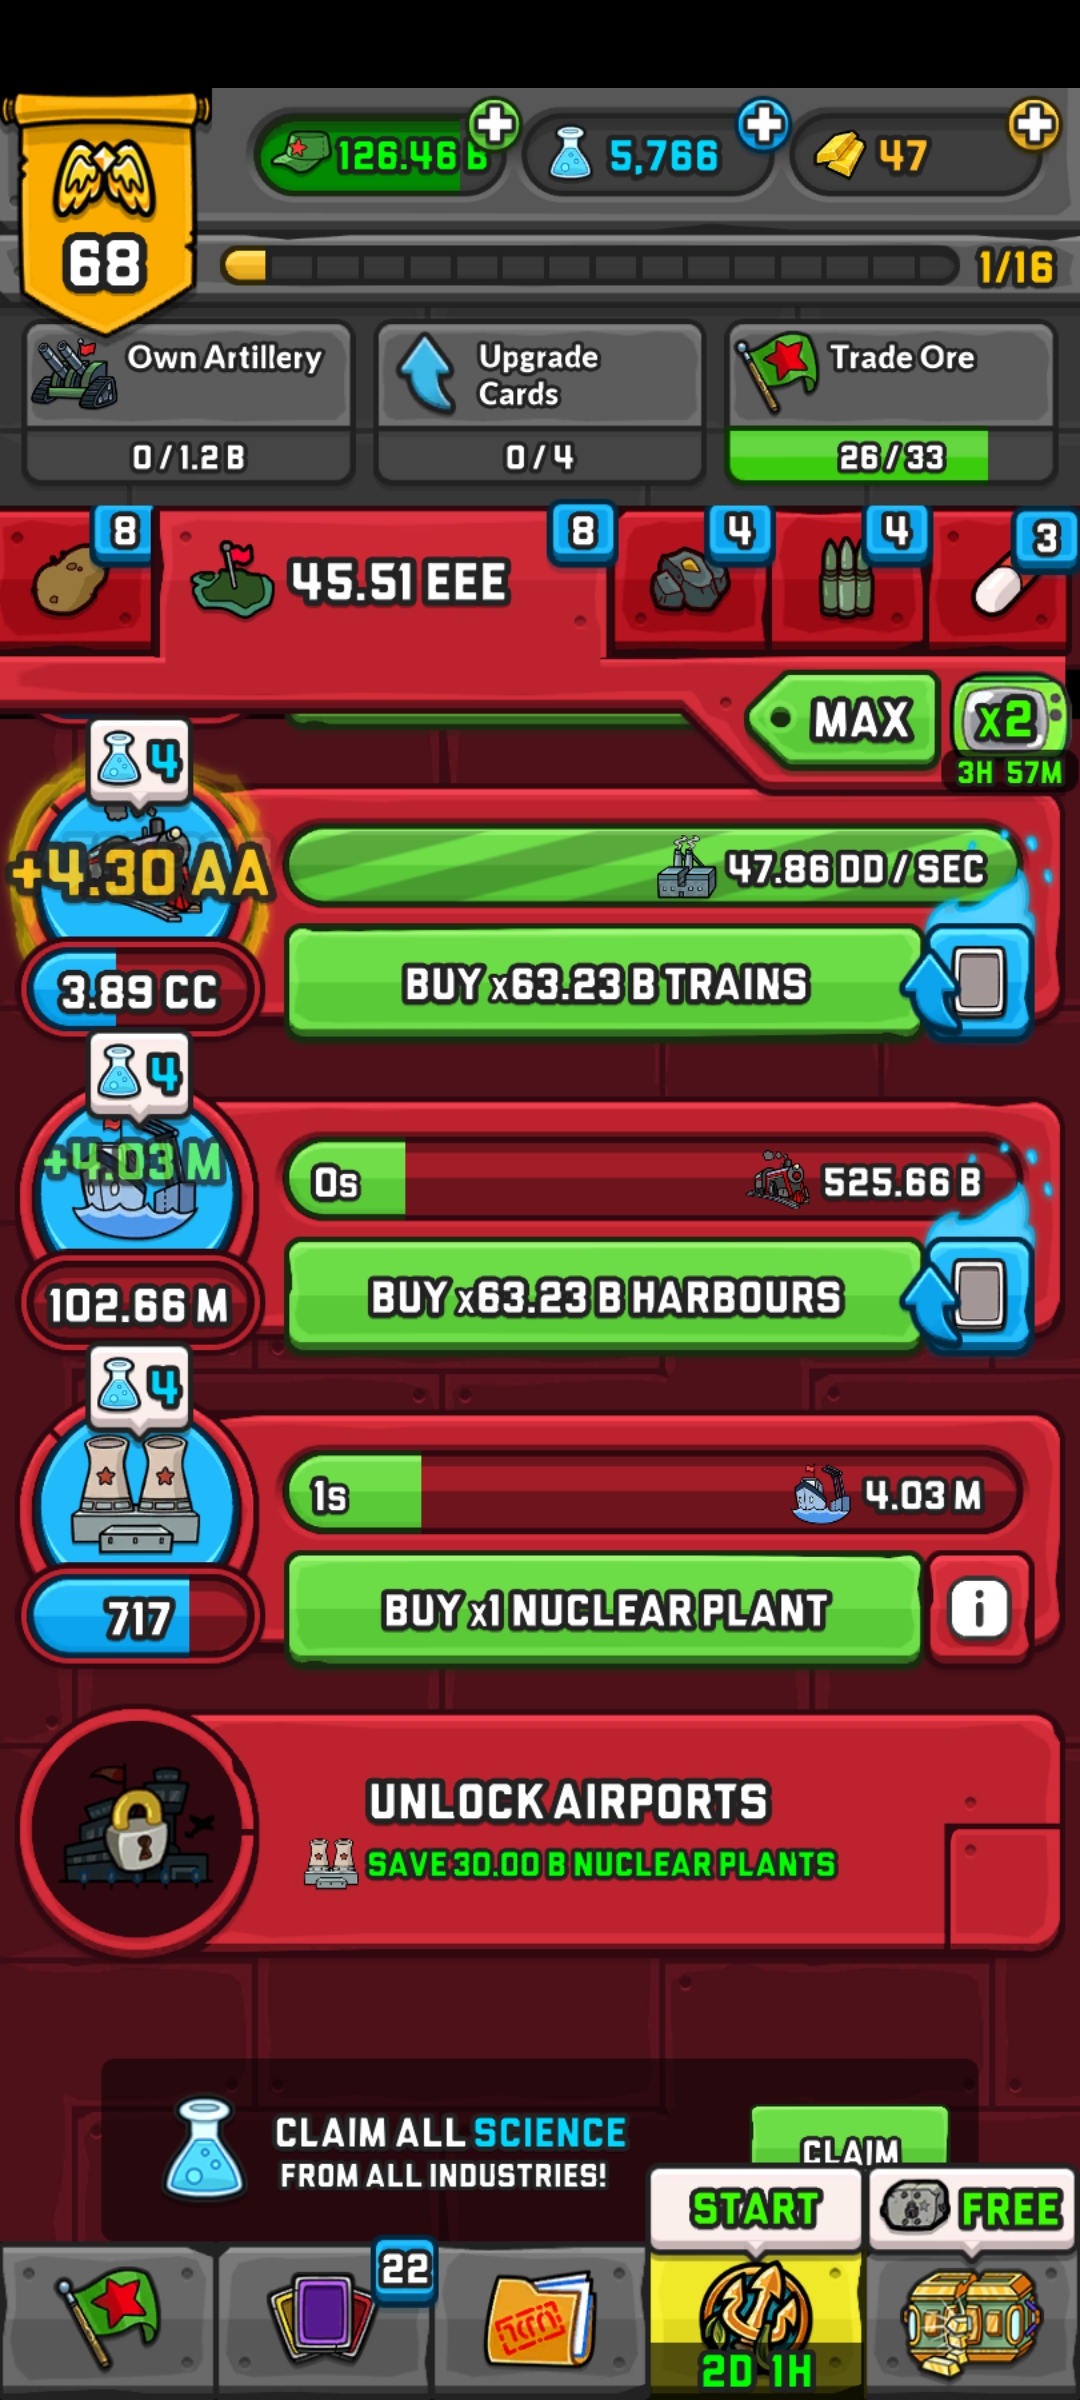 126.46 B
5,766
47
68
1/16
Own Artillery
0/1.2 B
Upgrade
Cards
0/4
Trade Ore
26/33
8
45.51 EEE
8
4
4
3
MAX
x2
3H 57M
4
+4.30 AA
47.86 DD / SEC
3.89 CC
BUY x63.23 B TRAINS
4
+4.03 M
0s
525.66 B
102.66 M
BUY x63.23 B HARBOURS
4
1s
4.03 M
717
BUY x1 NUCLEAR PLANT
i
UNLOCK AIRPORTS
SAVE 30.00 B NUCLEAR PLANTS
CLAIM ALL SCIENCE
FROM ALL INDUSTRIES!
CLAIM
START
FREE
22
2D 1H